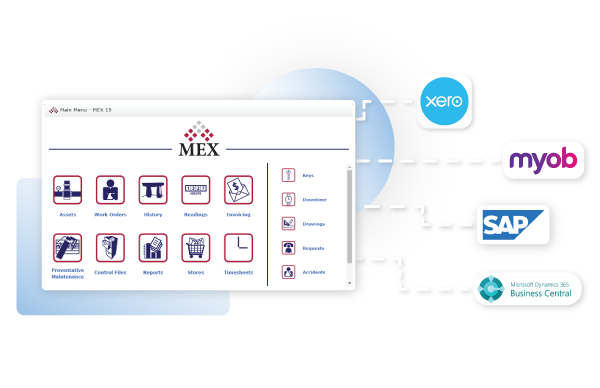 Main Menu - MEX 15
MEX
Assets
Work Orders
History
Readings
Invoicing
Preventative
Maintenance
Control Files
Reports
Stores
Timesheets
Keys
Downtime
Drawings
Requests
Accidents
HOURS
xero
myob
SAP
Microsoft Dynamics 365
Business Central